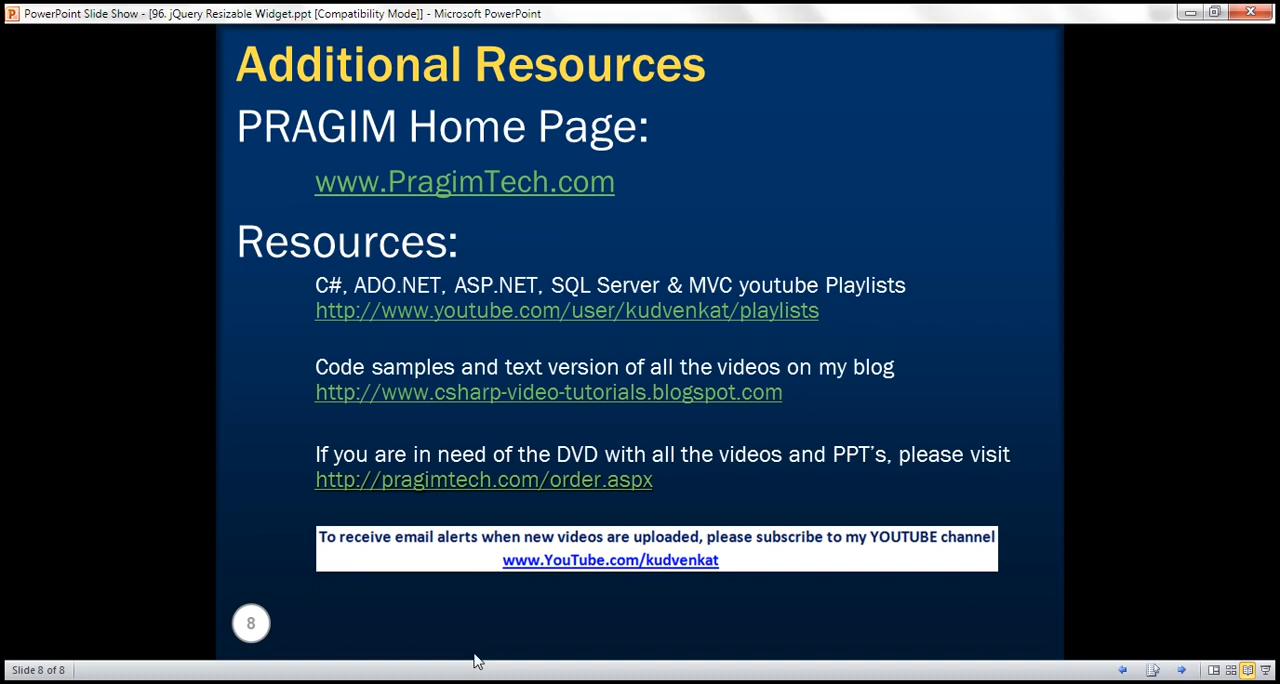 PowerPoint Slide Show - [96. jQuery Resizable Widget.ppt [Compatibility Mode]] - Microsoft PowerPoint
Additional Resources
PRAGIM Home Page:
www.PragimTech.com
Resources:
C#, ADO.NET, ASP.NET, SQL Server & MVC youtube Playlists
http://www.youtube.com/user/kudvenkat/playlists
Code samples and text version of all the videos on my blog
http://www.csharp-video-tutorials.blogspot.com
If you are in need of the DVD with all the videos and PPT's, please visit
http://pragimtech.com/order.aspx
To receive email alerts when new videos are uploaded, please subscribe to my YOUTUBE channel
www.YouTube.com/kudvenkat
8
Slide 8 of 8